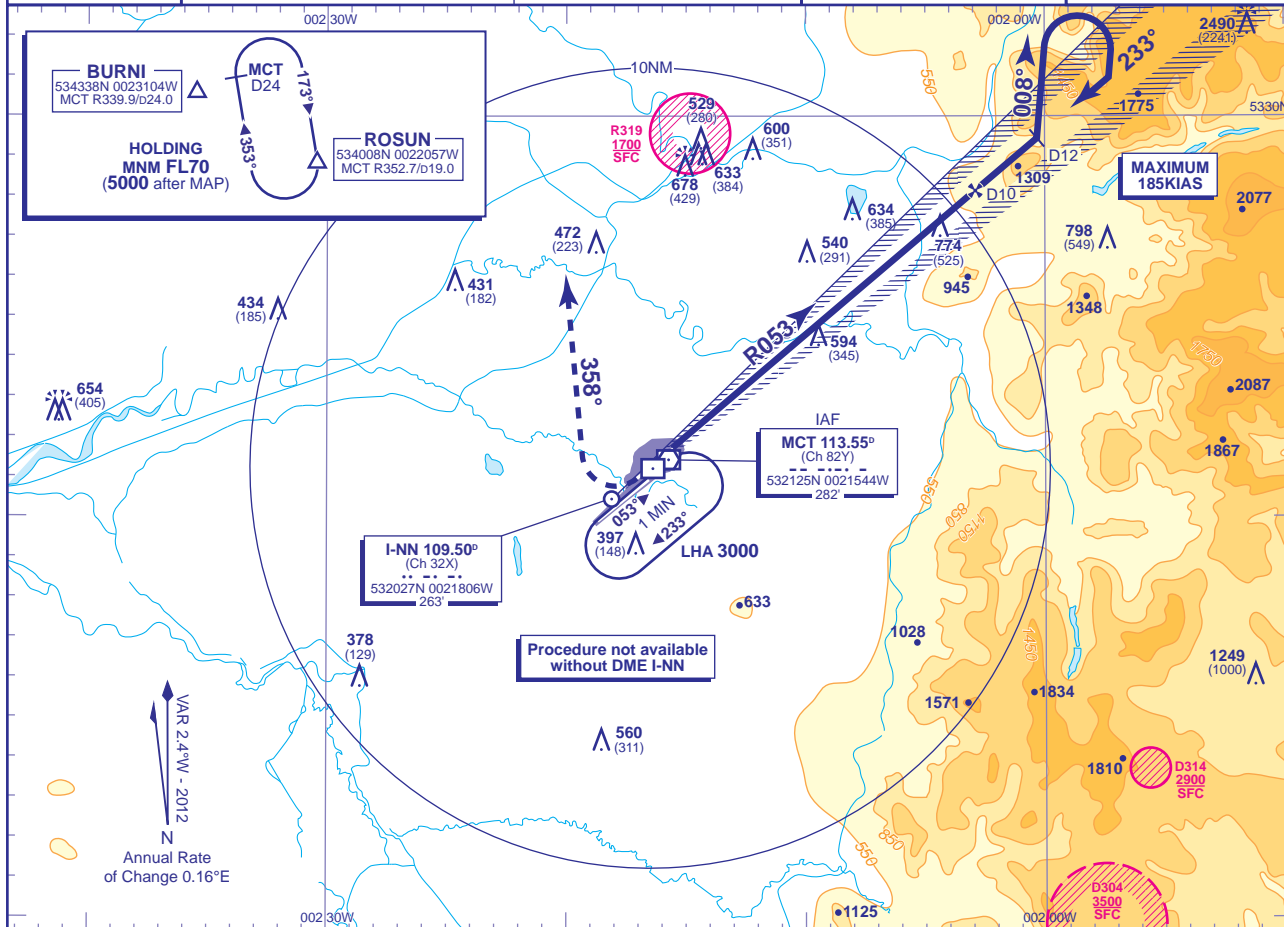 002.30W
002 00W
2490
(2241)
BURNI
534338N 0023104W
MCT R339.9/D24.0
MCT
D24
173°
353°
ROSUN
534008N 0022057W
MCT R352.7/D19.0
HOLDING
MNM FL70
(5000 after MAP)
10NM
R319
1700
SFC
529
(280)
600
(351)
678
(429)
633
(384)
550
008°
233°
1775
5330N
D12
1309
D10
MAXIMUM
185KIAS
2077
634
(385)
472
(223)
540
(291)
774
(525)
798
(549)
431
(182)
434
(185)
945
1348
R053
594
(345)
1750
358°
654
(405)
2087
1867
IAF
MCT 113.55ᴰ
(Ch 82Y)
-- -·-· -
532125N 0021544W
282'
550
850
1150
053°
1 MIN
233°
397
(148)
LHA 3000
I-NN 109.50ᴰ
(Ch 32X)
·· -· -·
532027N 0021806W
263'
633
378
(129)
Procedure not available
without DME I-NN
1028
1450
1249
(1000)
1571
1834
560
(311)
1810
D314
2900
SFC
VAR 2.4°W - 2012
N
Annual Rate
of Change 0.16°E
850
550
D304
3500
SFC
1125
002.30W
002 00W